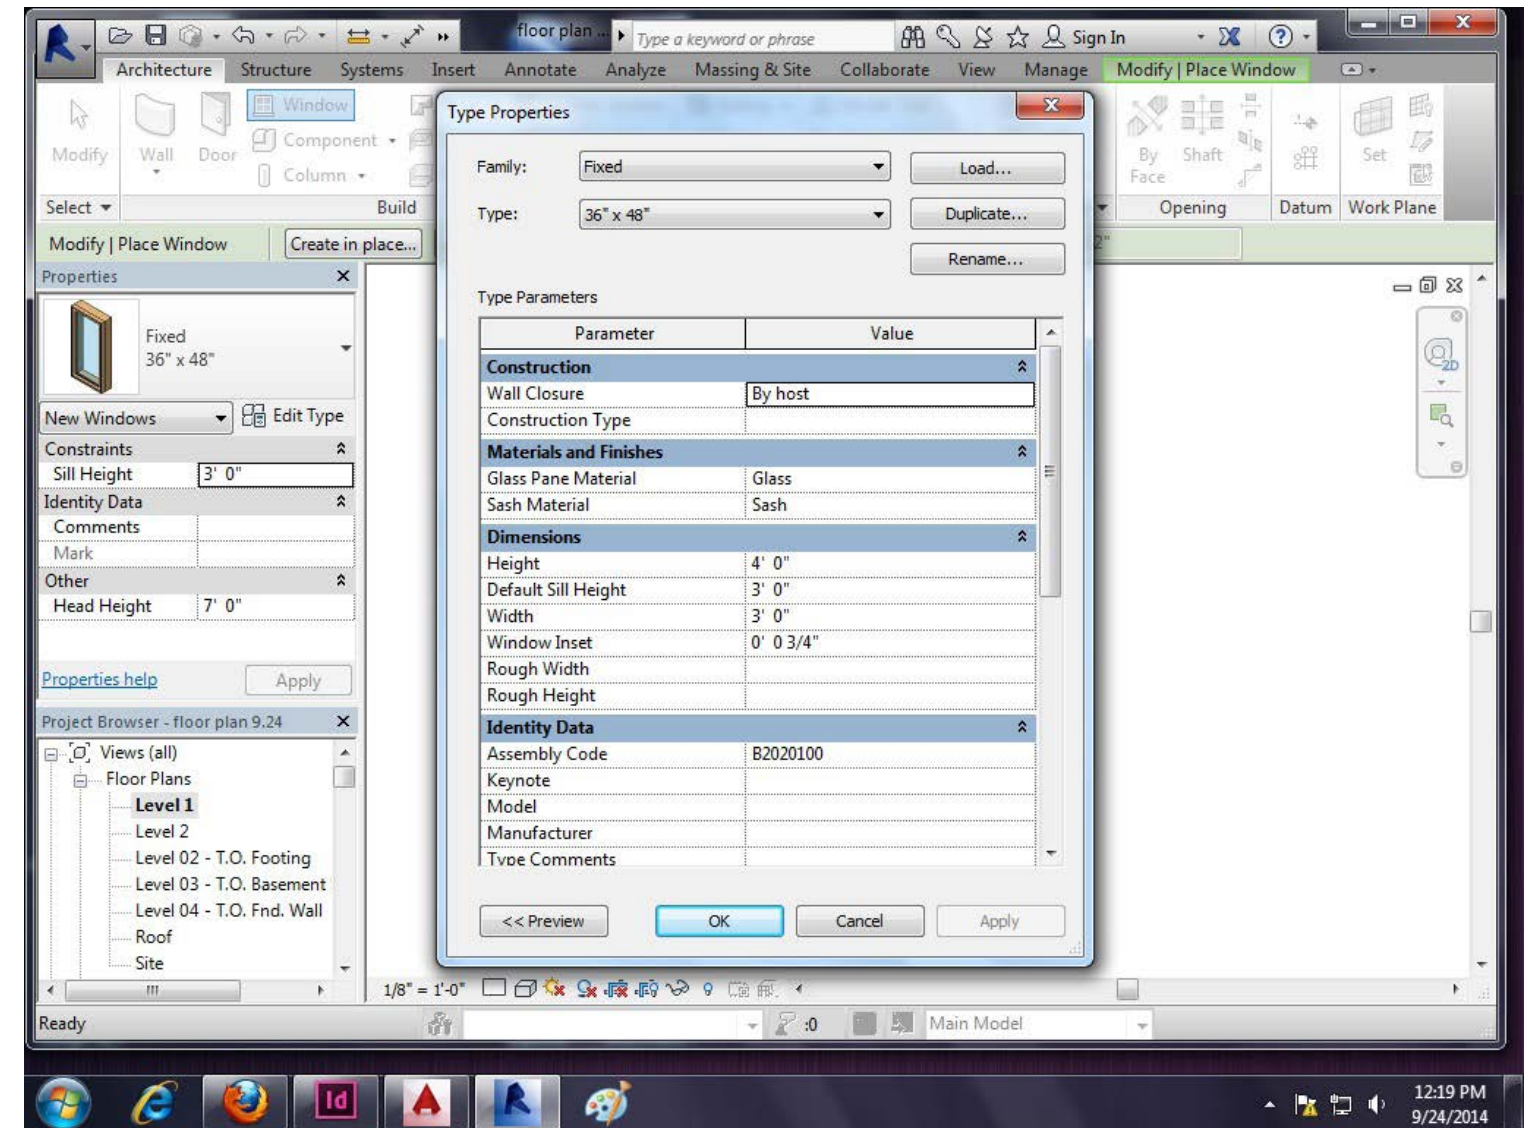 floor plan ...
Type a keyword or phrase
Sign In
Architecture Structure Systems Insert Annotate Analyze Massing & Site Collaborate View Manage Modify | Place Window
Modify
Wall
Door
Window
Component
Column
By Face
Shaft
Set
Select
Build
Opening
Datum
Work Plane
Modify | Place Window
Create in place...
2"
Properties
Fixed
36" x 48"
New Windows
Edit Type
Constraints
Sill Height 3' 0"
Identity Data
Comments
Mark
Other
Head Height 7' 0"
Properties help
Apply
Project Browser - floor plan 9.24
Views (all)
Floor Plans
Level 1
Level 2
Level 02 - T.O. Footing
Level 03 - T.O. Basement
Level 04 - T.O. Fnd. Wall
Roof
Site
Type Properties
Family: Fixed Load...
Type: 36" x 48" Duplicate...
Rename...
Type Parameters
Parameter Value
Construction
Wall Closure By host
Construction Type
Materials and Finishes
Glass Pane Material Glass
Sash Material Sash
Dimensions
Height 4' 0"
Default Sill Height 3' 0"
Width 3' 0"
Window Inset 0' 0 3/4"
Rough Width
Rough Height
Identity Data
Assembly Code B2020100
Keynote
Model
Manufacturer
Type Comments
<< Preview OK Cancel Apply
2D
1/8" = 1'-0"
Ready
:0
Main Model
Id
12:19 PM
9/24/2014